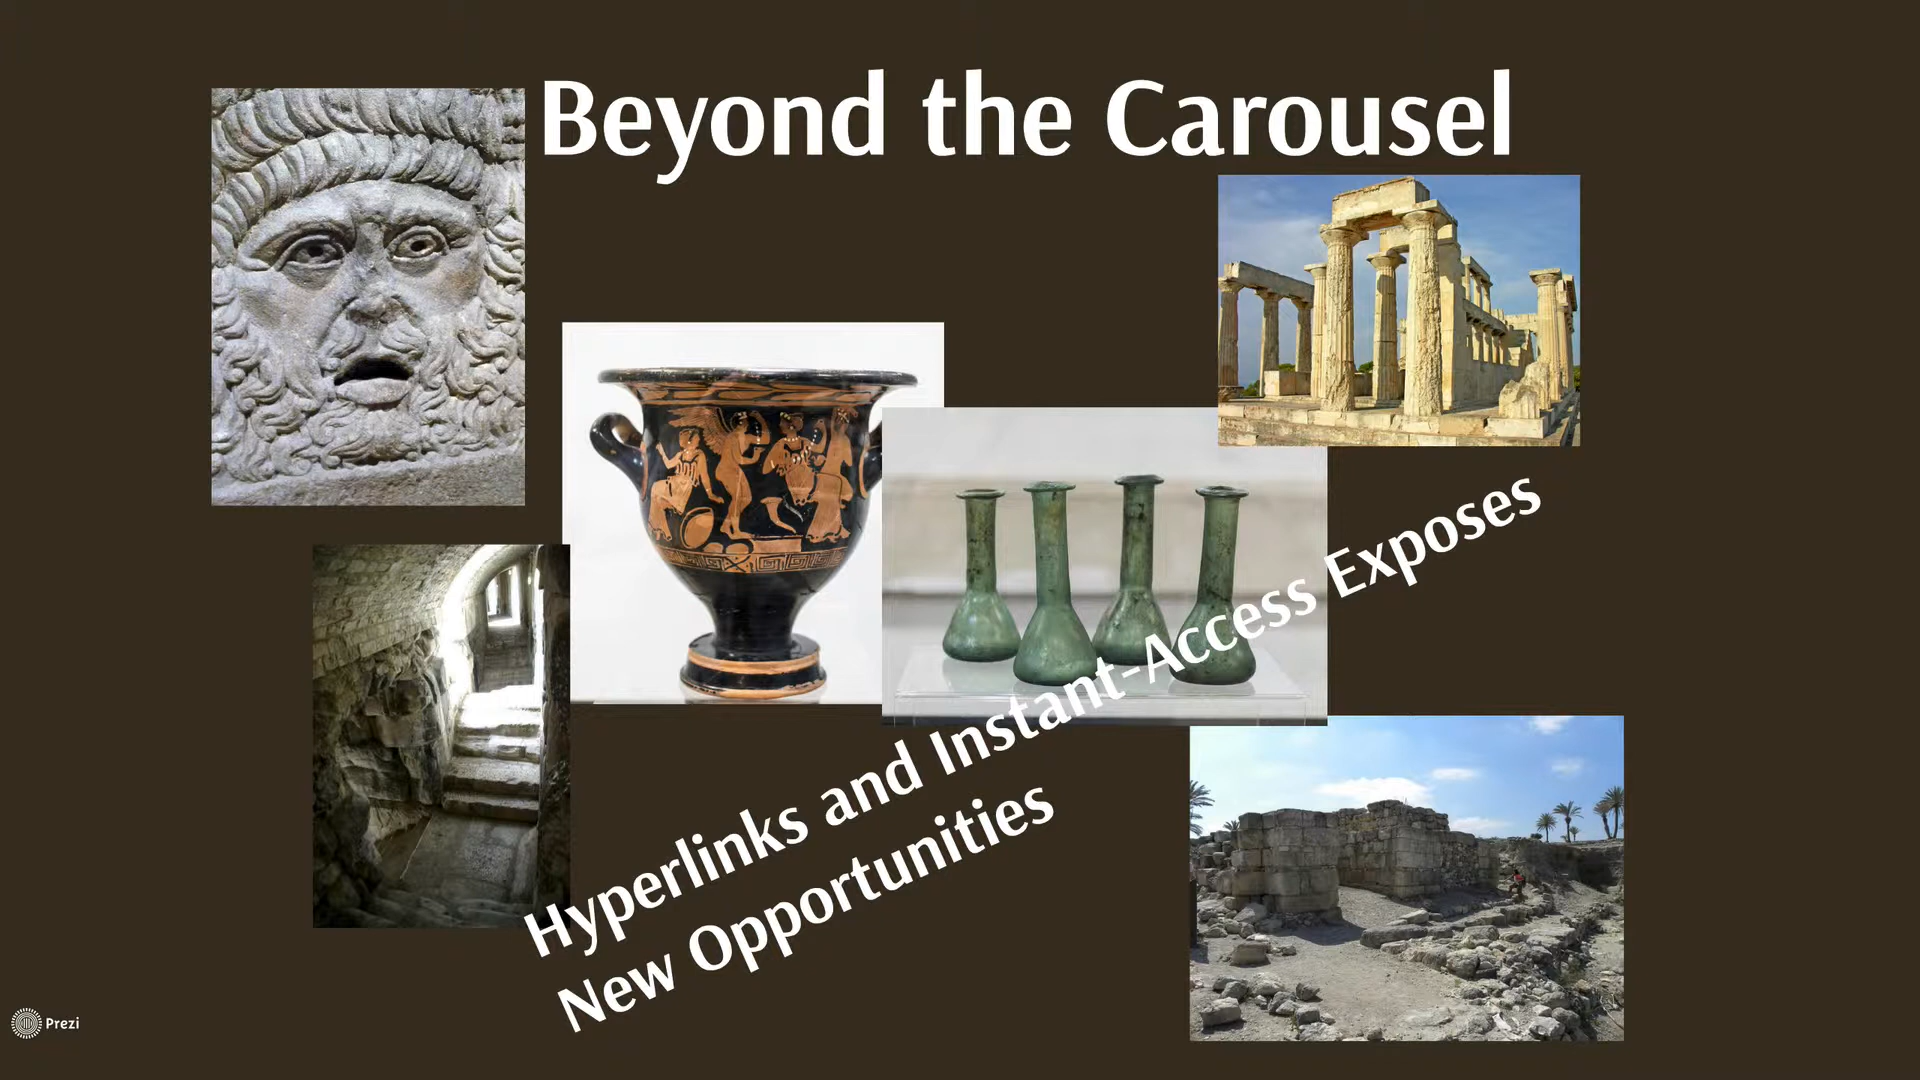 Beyond the Carousel
Hyperlinks and Instant-Access Exposes
New Opportunities
Prezi